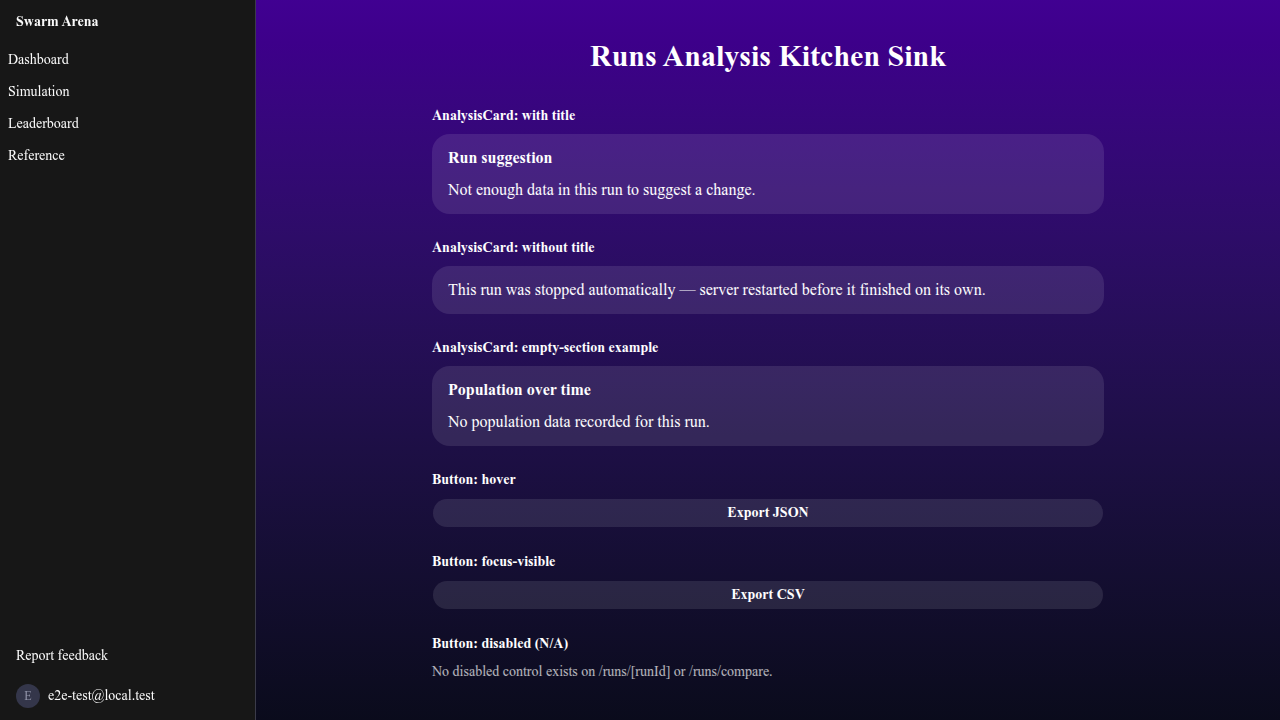 Swarm Arena
Dashboard
Simulation
Leaderboard
Reference
Report feedback
E
e2e-test@local.test
Runs Analysis Kitchen Sink
AnalysisCard: with title
Run suggestion
Not enough data in this run to suggest a change.
AnalysisCard: without title
This run was stopped automatically — server restarted before it finished on its own.
AnalysisCard: empty-section example
Population over time
No population data recorded for this run.
Button: hover
Export JSON
Button: focus-visible
Export CSV
Button: disabled (N/A)
No disabled control exists on /runs/[runId] or /runs/compare.